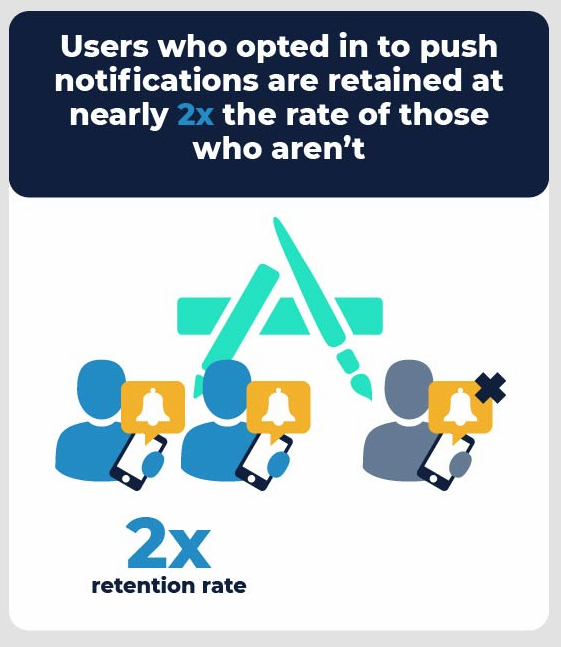 Users who opted in to push
notifications are retained at
nearly 2x the rate of those
who aren’t
2x
retention rate